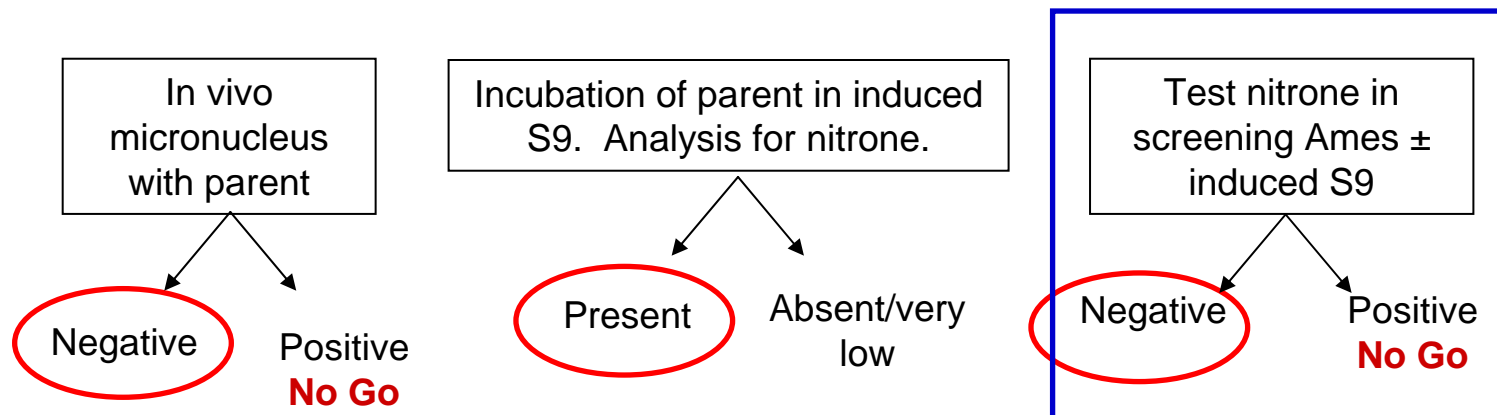 In vivo
micronucleus
with parent
Negative
Positive
No Go
Incubation of parent in induced
S9.  Analysis for nitrone.
Present
Absent/very
low
Test nitrone in
screening Ames ±
induced S9
Negative
Positive
No Go